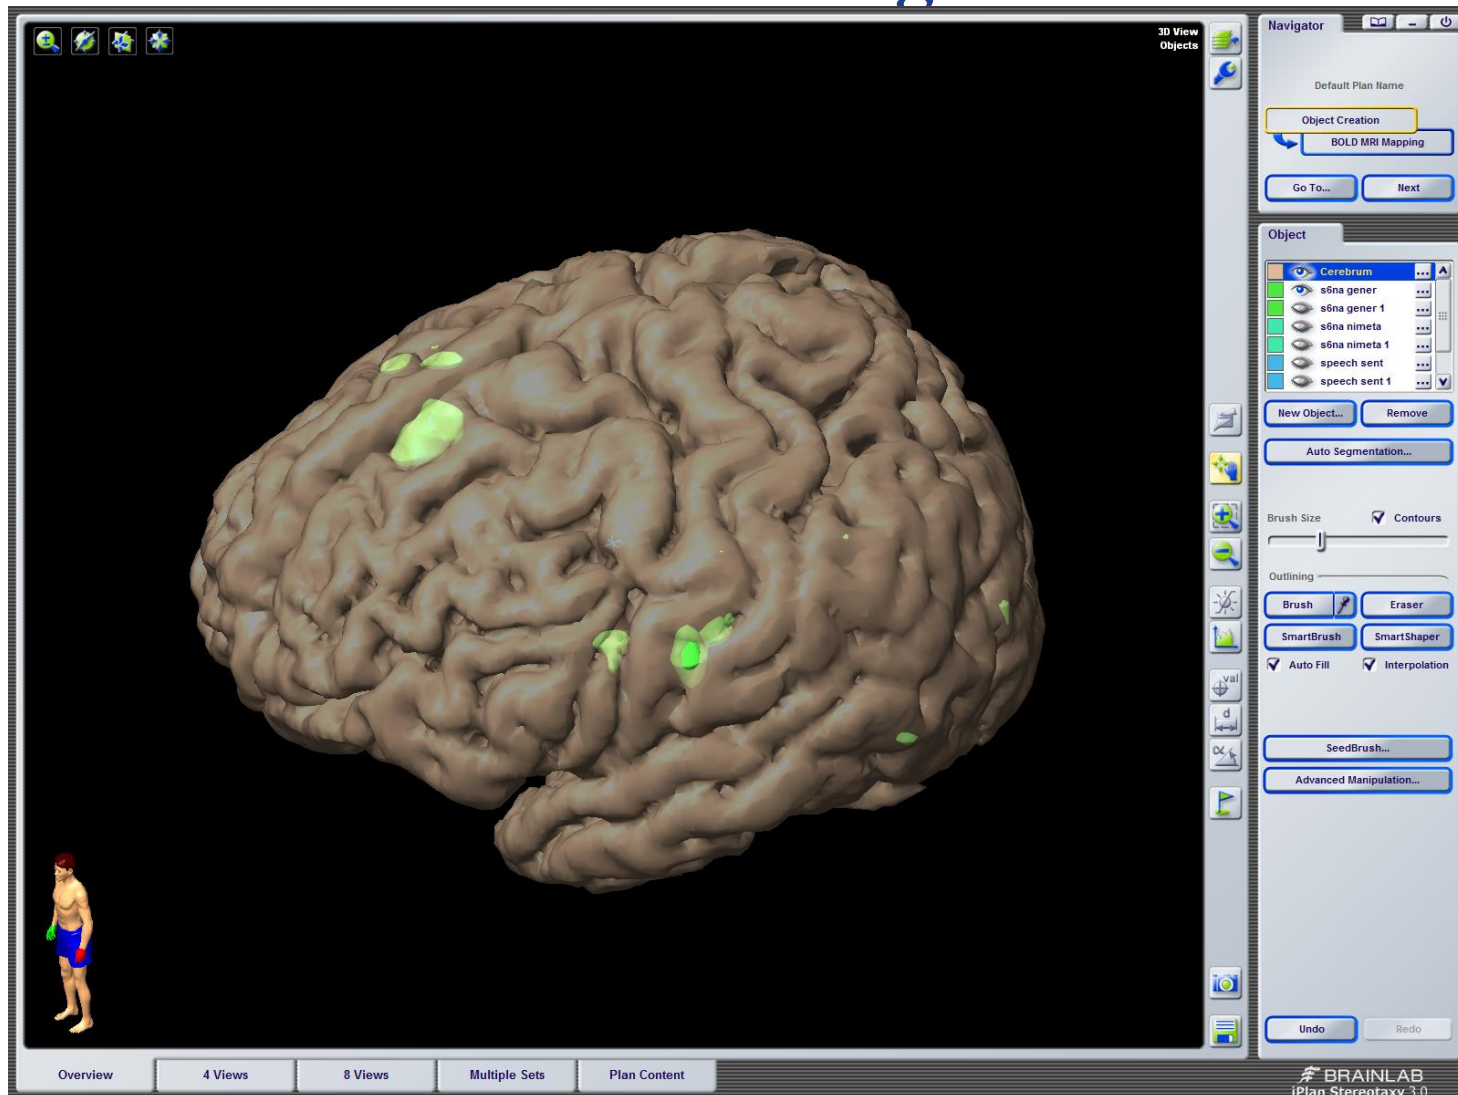 3D View
Objects
Navigator
Default Plan Name
Object Creation
BOLD MRI Mapping
Go To...
Next
Object
Cerebrum ...
s6na gener ...
s6na gener 1 ...
s6na nimeta ...
s6na nimeta 1 ...
speech sent ...
speech sent 1 ...
New Object...
Remove
Auto Segmentation...
Brush Size
Contours
Outlining
Brush
Eraser
SmartBrush
SmartShaper
Auto Fill
Interpolation
val
d
α
SeedBrush...
Advanced Manipulation...
Undo
Redo
Overview
4 Views
8 Views
Multiple Sets
Plan Content
BRAINLAB
iPlan Stereotaxy 3.0